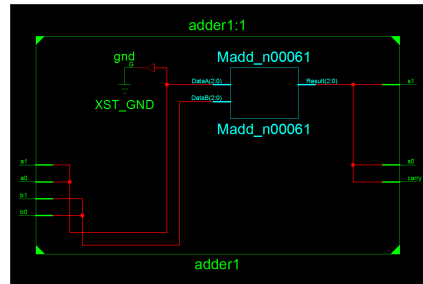 adder1:1
gnd
G
XST_GND
Madd_n00061
DataA(2:0)
Result(2:0)
DataB(2:0)
Madd_n00061
s1
a0
b1
b0
s1
s0
carry
adder1